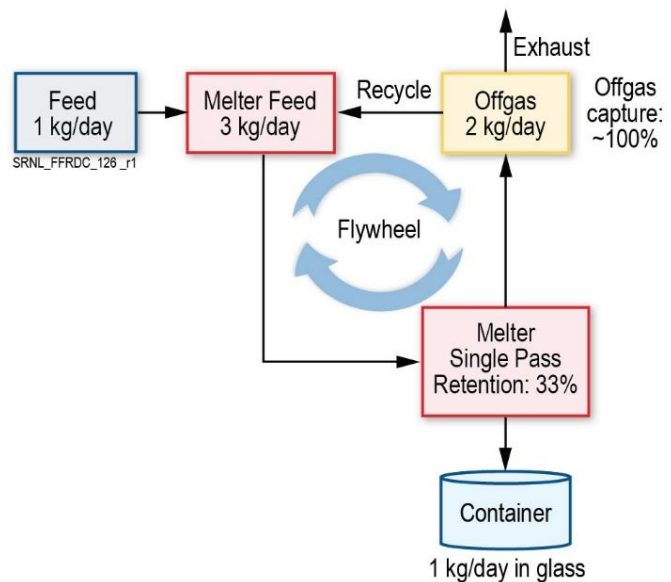 Exhaust
Feed
1 kg/day
SRNL_FFRDC_126 _r1
Melter Feed
3 kg/day
Recycle
Offgas
2 kg/day
Offgas
capture:
~100%
Flywheel
Melter
Single Pass
Retention: 33%
Container
1 kg/day in glass